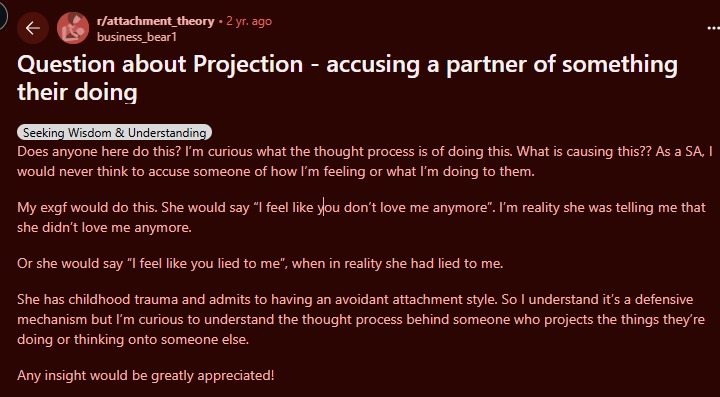 r/attachment_theory • 2 yr. ago
business_bear1
Question about Projection - accusing a partner of something
their doing
Seeking Wisdom & Understanding
Does anyone here do this? I'm curious what the thought process is of doing this. What is causing this?? As a SA, I
would never think to accuse someone of how I'm feeling or what I'm doing to them.
My exgf would do this. She would say "I feel like you don't love me anymore". I'm reality she was telling me that
she didn't love me anymore.
Or she would say "I feel like you lied to me", when in reality she had lied to me.
She has childhood trauma and admits to having an avoidant attachment style. So I understand it's a defensive
mechanism but I'm curious to understand the thought process behind someone who projects the things they're
doing or thinking onto someone else.
Any insight would be greatly appreciated!